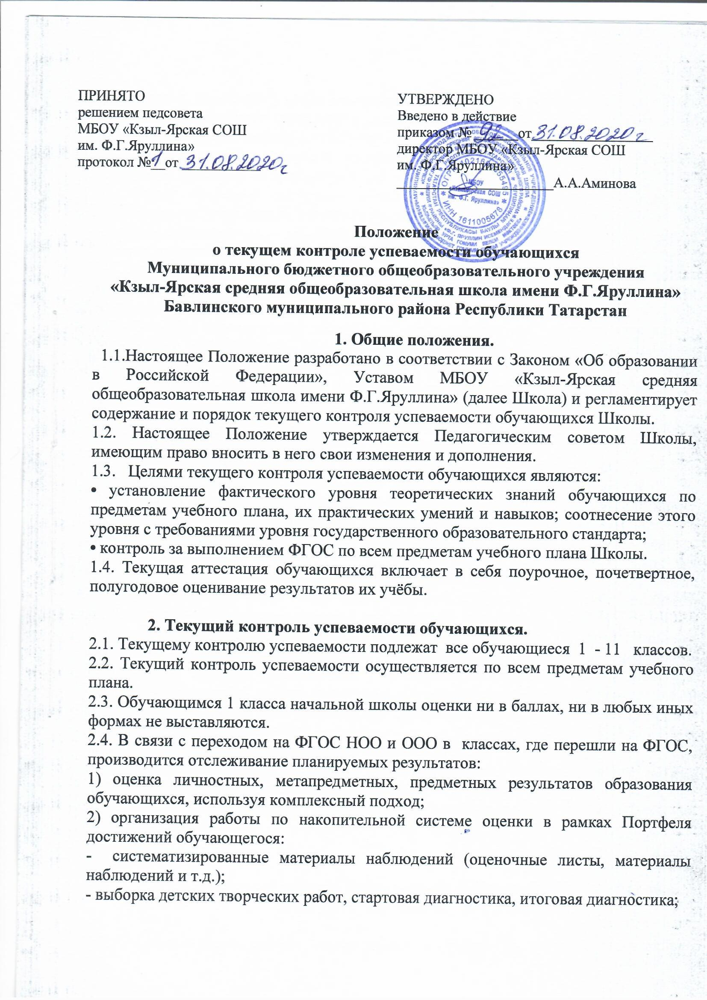 ПРИНЯТО
решением педсовета
МБОУ «Кзыл-Ярская СОШ
им. Ф.Г.Яруллина»
протокол № 1 от 31.08.2020г
УТВЕРЖДЕНО
Введено в действие
приказом № 92 от 31.08.2020 г
директор МБОУ «Кзыл-Ярская СОШ
им. Ф.Г.Яруллина»
А.А.Аминова
МБОУ
«Кзыл-Ярская СОШ
им. Ф.Г. Яруллина»
ИНН 1611005678
Положение
о текущем контроле успеваемости обучающихся
Муниципального бюджетного общеобразовательного учреждения
«Кзыл-Ярская средняя общеобразовательная школа имени Ф.Г.Яруллина»
Бавлинского муниципального района Республики Татарстан
1. Общие положения.
1.1.Настоящее Положение разработано в соответствии с Законом «Об образовании
в Российской Федерации», Уставом МБОУ «Кзыл-Ярская средняя
общеобразовательная школа имени Ф.Г.Яруллина» (далее Школа) и регламентирует
содержание и порядок текущего контроля успеваемости обучающихся Школы.
1.2. Настоящее Положение утверждается Педагогическим советом Школы,
имеющим право вносить в него свои изменения и дополнения.
1.3. Целями текущего контроля успеваемости обучающихся являются:
• установление фактического уровня теоретических знаний обучающихся по
предметам учебного плана, их практических умений и навыков; соотнесение этого
уровня с требованиями уровня государственного образовательного стандарта;
• контроль за выполнением ФГОС по всем предметам учебного плана Школы.
1.4. Текущая аттестация обучающихся включает в себя поурочное, почетвертное,
полугодовое оценивание результатов их учёбы.
2. Текущий контроль успеваемости обучающихся.
2.1. Текущему контролю успеваемости подлежат все обучающиеся 1 - 11 классов.
2.2. Текущий контроль успеваемости осуществляется по всем предметам учебного
плана.
2.3. Обучающимся 1 класса начальной школы оценки ни в баллах, ни в любых иных
формах не выставляются.
2.4. В связи с переходом на ФГОС НОО и ООО в классах, где перешли на ФГОС,
производится отслеживание планируемых результатов:
1) оценка личностных, метапредметных, предметных результатов образования
обучающихся, используя комплексный подход;
2) организация работы по накопительной системе оценки в рамках Портфеля
достижений обучающегося:
- систематизированные материалы наблюдений (оценочные листы, материалы
наблюдений и т.д.);
- выборка детских творческих работ, стартовая диагностика, итоговая диагностика;